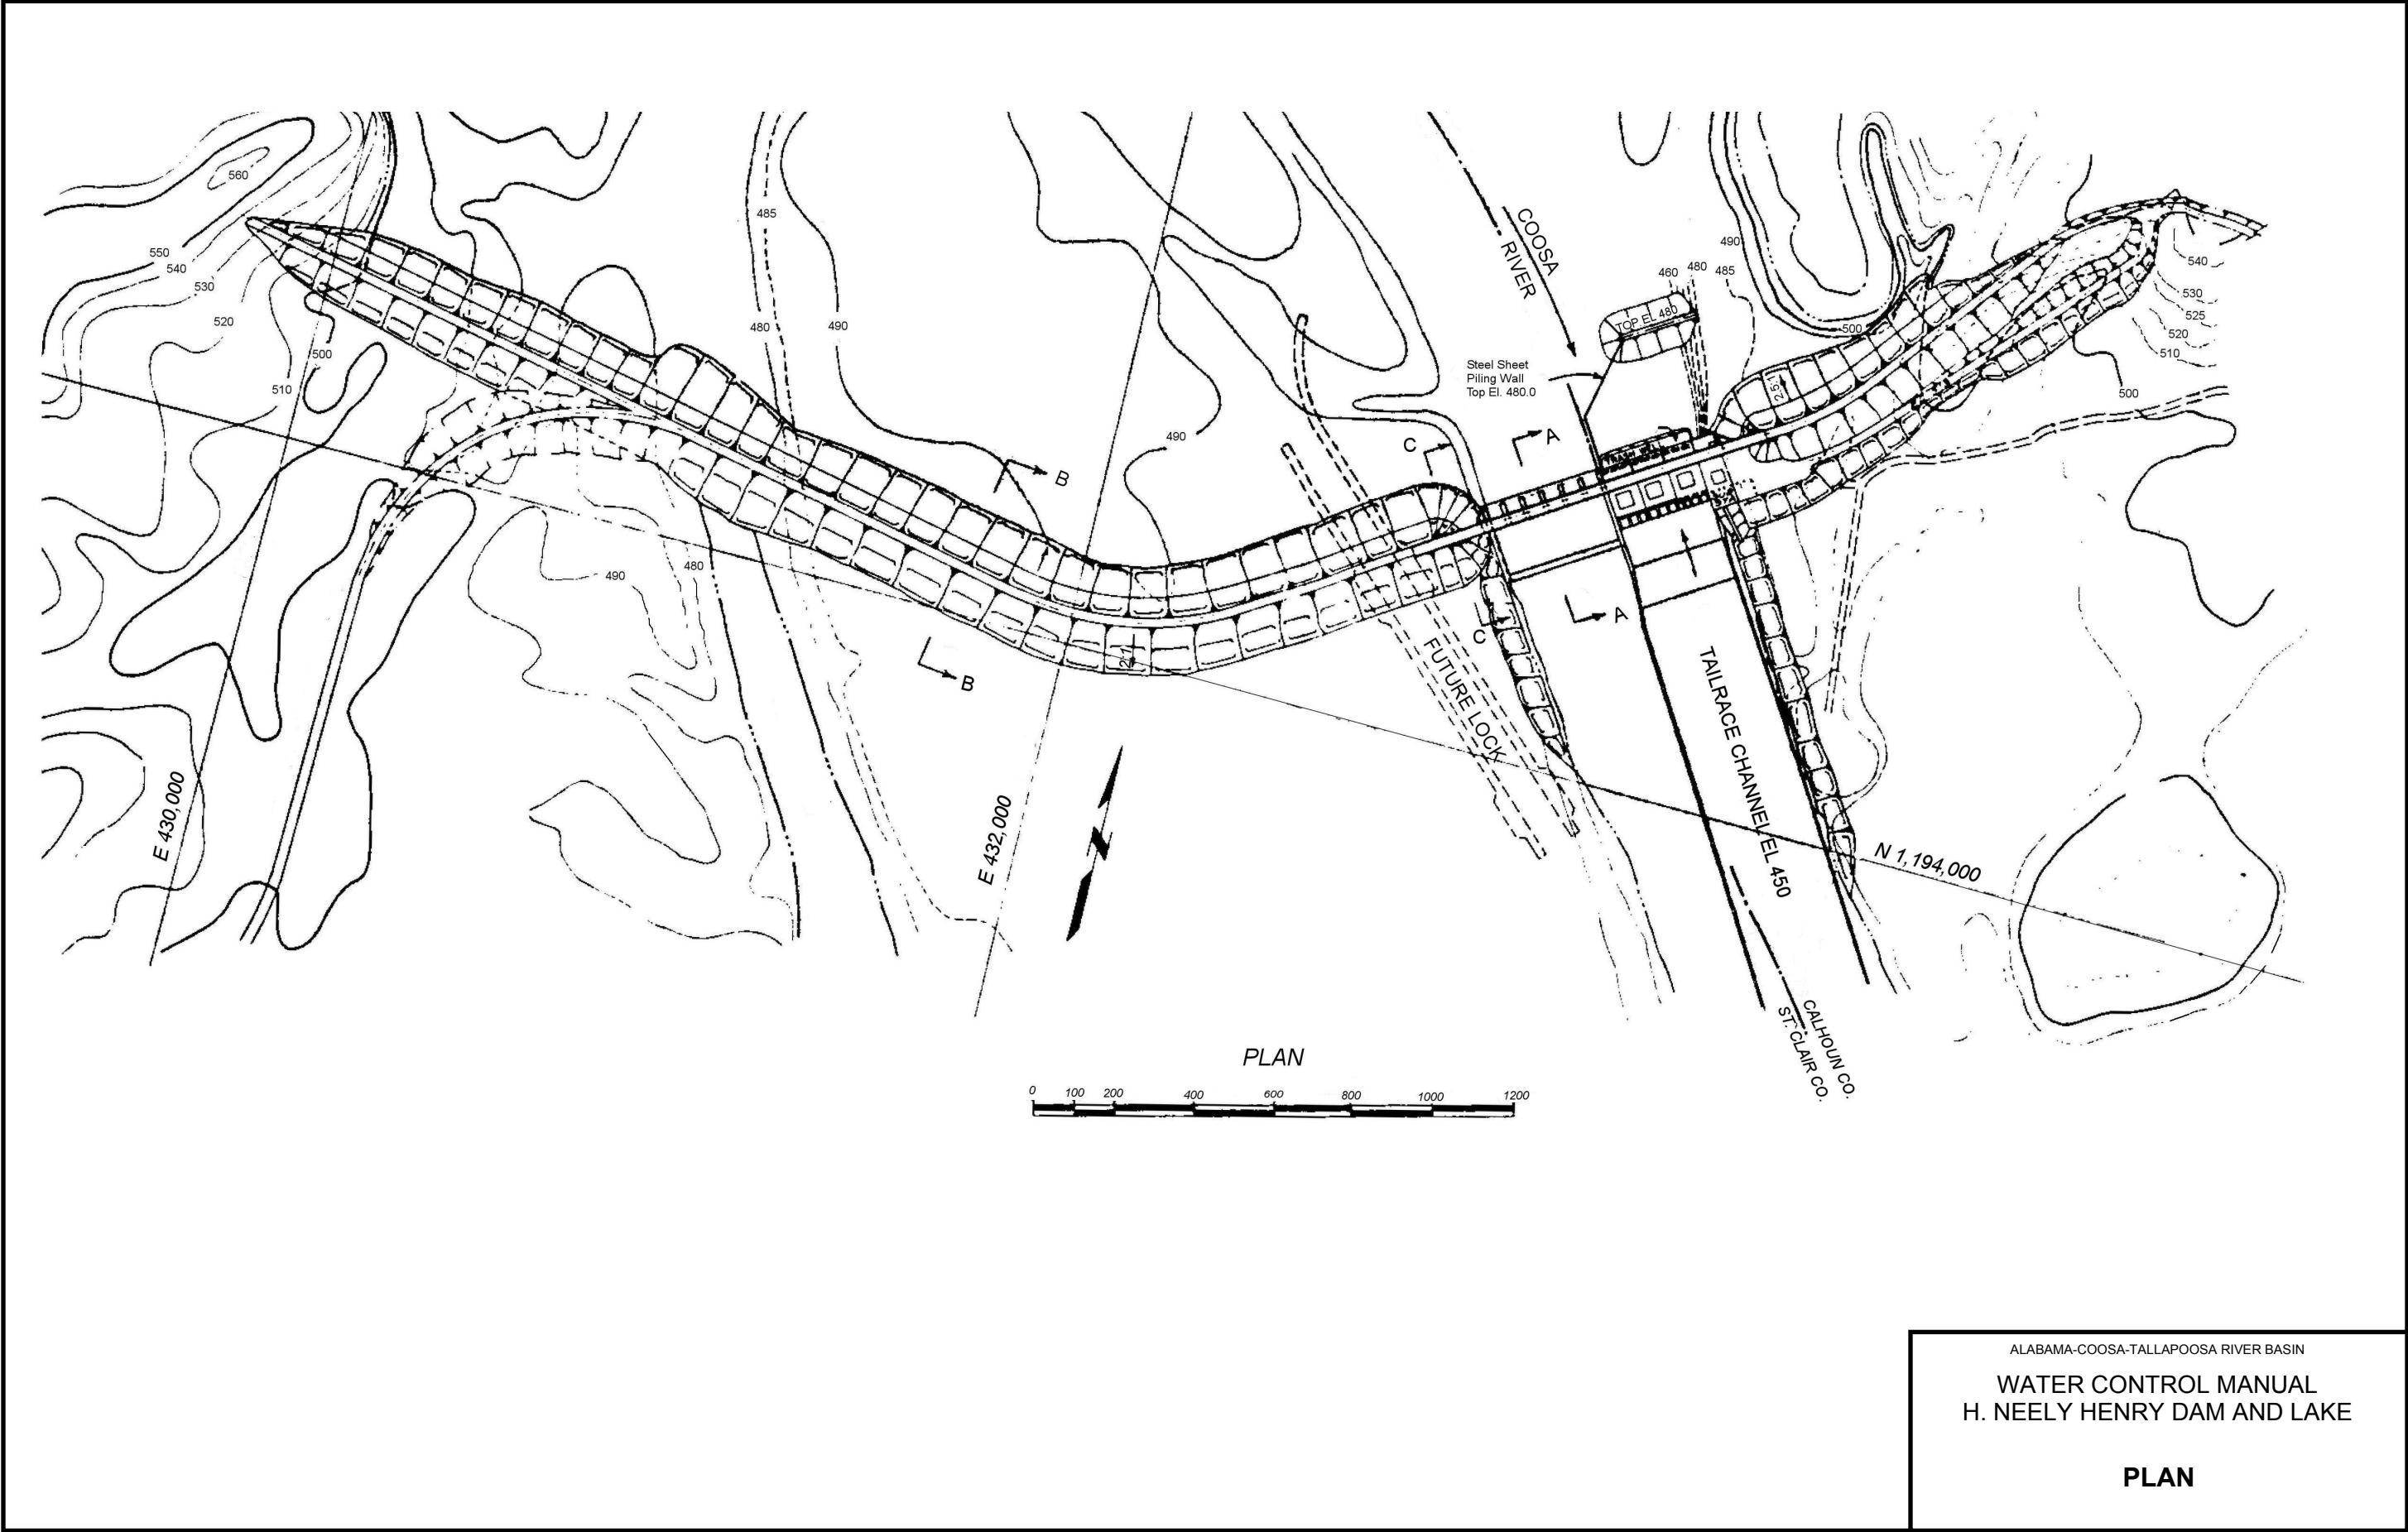 560
550
540
530
520
510
500
485
480
490
COOSA
RIVER
490
460
480
485
TOP EL 480
Steel Sheet
Piling Wall
Top El. 480.0
500
540
530
525
520
510
500
490
B
C
A
490
480
B
C
A
FUTURE LOCK
TAILRACE CHANNEL EL 450
E 430,000
E 432,000
N
N 1,194,000
CALHOUN CO.
ST. CLAIR CO.
PLAN
0 100 200 400 600 800 1000 1200
ALABAMA-COOSA-TALLAPOOSA RIVER BASIN
WATER CONTROL MANUAL
H. NEELY HENRY DAM AND LAKE
PLAN